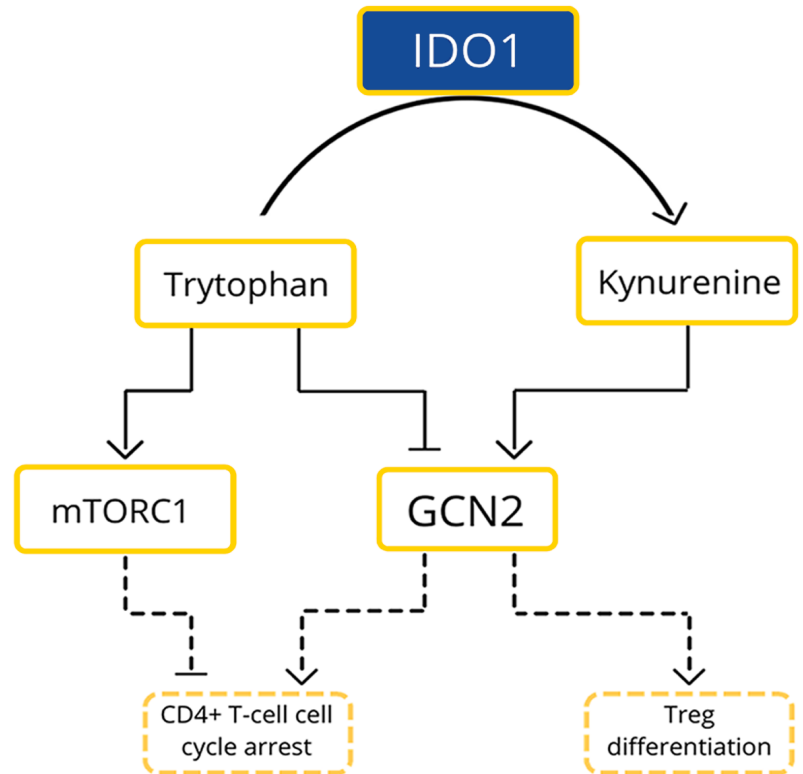 IDO1
Trytophan
Kynurenine
mTORC1
GCN2
CD4+ T-cell cell
cycle arrest
Treg
differentiation